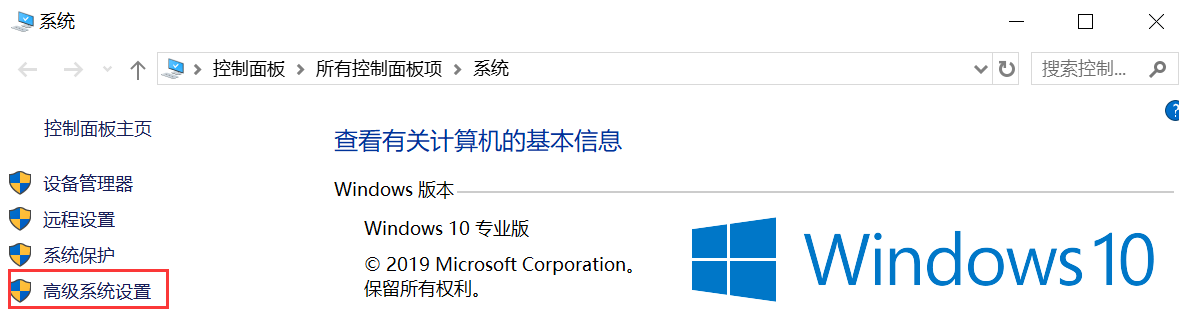 系统
控制面板 所有控制面板项 系统
搜索控制...
控制面板主页
查看有关计算机的基本信息
设备管理器
Windows 版本
远程设置
Windows 10 专业版
系统保护
© 2019 Microsoft Corporation。
保留所有权利。
高级系统设置
Windows 10
?